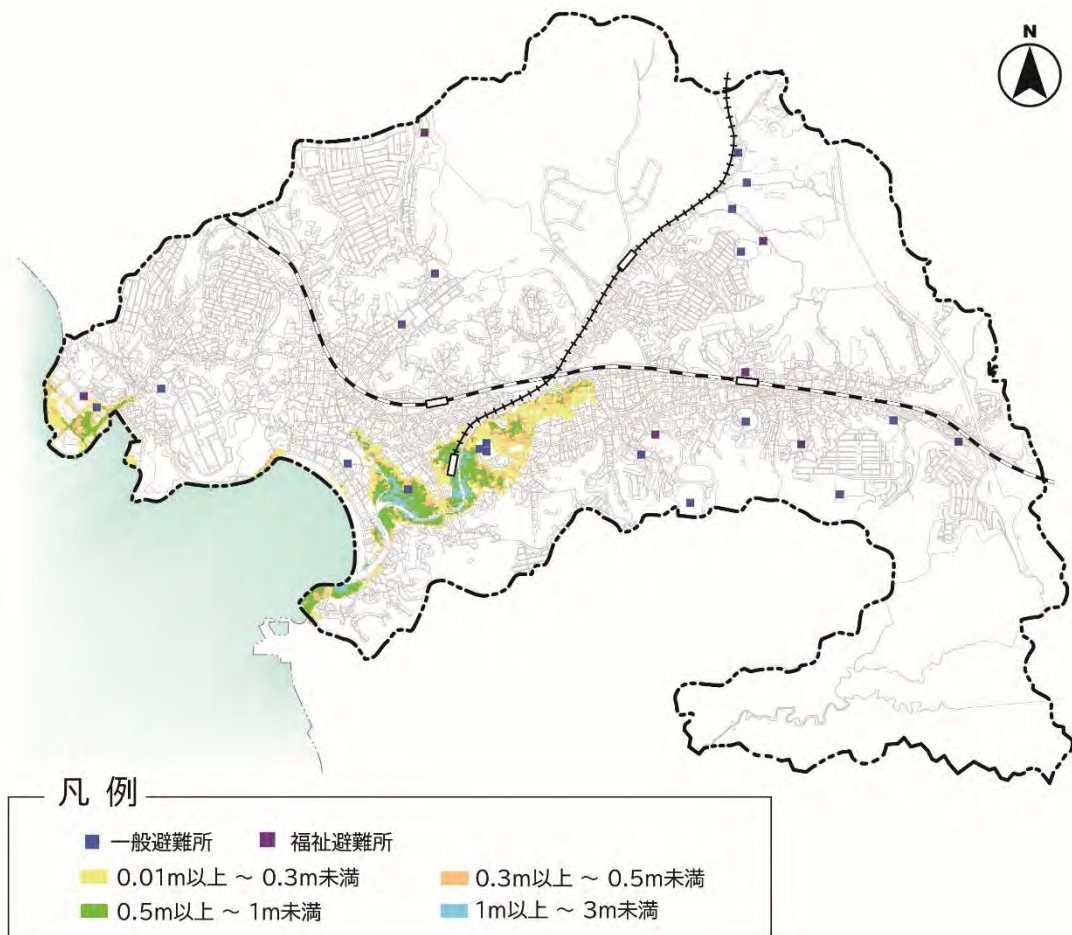 N
凡例
一般避難所 福祉避難所
0.01m以上 ～ 0.3m未満 0.3m以上 ～ 0.5m未満
0.5m以上 ～ 1m未満 1m以上 ～ 3m未満